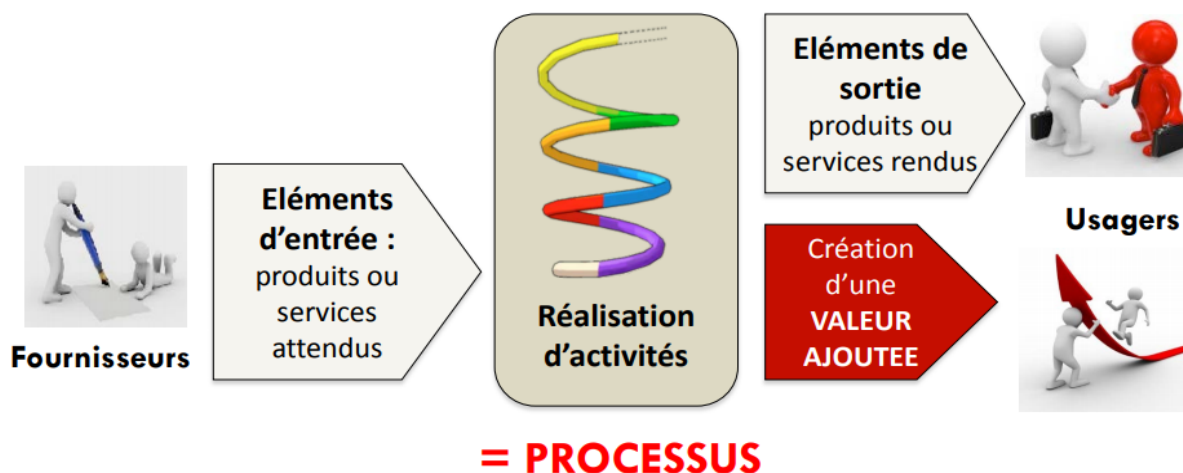 Fournisseurs
Eléments
d’entrée :
produits ou
services
attendus
Réalisation
d’activités
Eléments de
sortie
produits ou
services rendus
Usagers
Création
d’une
VALEUR
AJOUTEE
= PROCESSUS